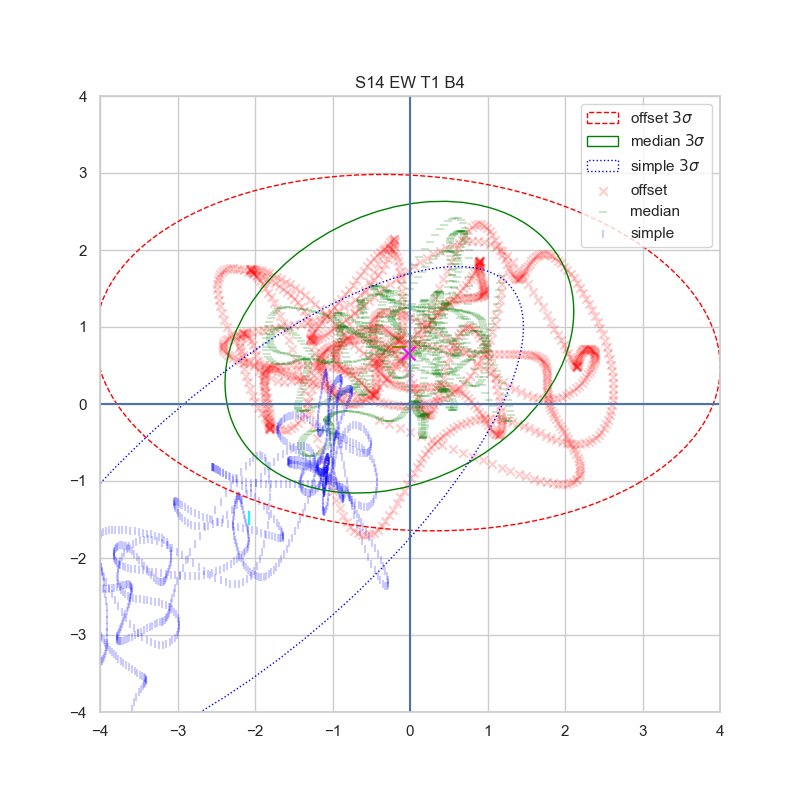 S14 EW T1 B4
offset 3σ
median 3σ
simple 3σ
offset
median
simple
4
3
2
1
0
−1
−2
−3
−4
−4 −3 −2 −1 0 1 2 3 4